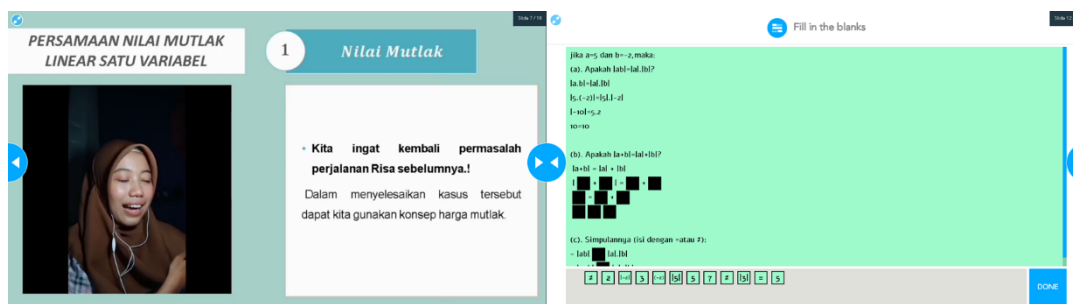 Slide 7 / 16
PERSAMAAN NILAI MUTLAK
LINEAR SATU VARIABEL
1
Nilai Mutlak
• Kita ingat kembali permasalah
perjalanan Risa sebelumnya.!
Dalam menyelesaikan kasus tersebut
dapat kita gunakan konsep harga mutlak.
Slide 12
Fill in the blanks
jika a=5 dan b=-2,maka:
(a). Apakah |ab|=|a|.|b|?
|a.b|=|a|.|b|
|5.(-2)|=|5|.|-2|
|-10|=5.2
10=10
(b). Apakah |a+b|=|a|+|b|?
|a+b| = |a| + |b|
| + | = +
= +
(c). Simpulannya (isi dengan =atau ≠):
- |ab| |a|.|b|
≠ 2 3 (-2) |5| 5 7 ≠ |3| = 5
DONE